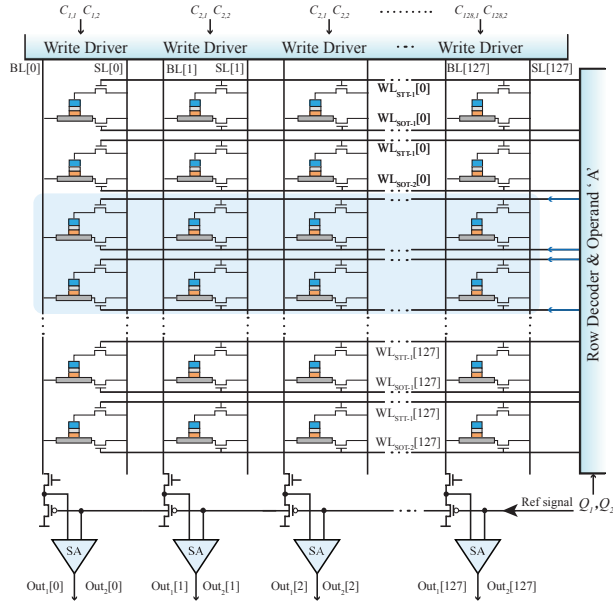 C1,1 C1,2 C2,1 C2,2 C2,1 C2,2 ......... C128,1 C128,2
Write Driver Write Driver Write Driver ... Write Driver
BL[0] SL[0] BL[1] SL[1] BL[127] SL[127]
WLSTT-1[0]
WLSOT-1[0]
WLSTT-1[0]
WLSOT-2[0]
Row Decoder & Operand ' A'
WLSTT-1[127]
WLSOT-1[127]
WLSTT-1[127]
WLSOT-2[127]
Ref signal
Q1,Q2
SA SA SA SA
Out1[0] Out2[0] Out1[1] Out2[1] Out1[2] Out2[2] Out1[127] Out2[127]